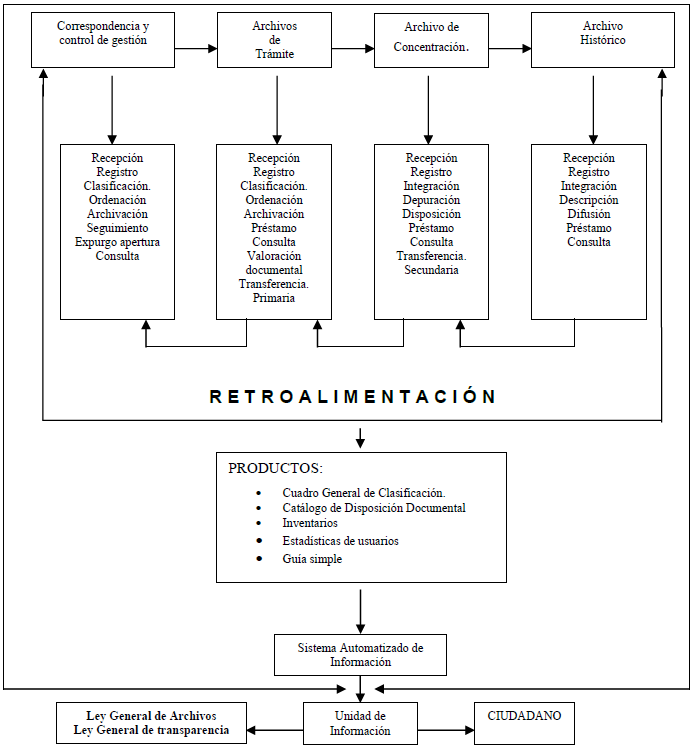 Correspondencia y
control de gestión
Archivos
de
Trámite
Archivo de
Concentración.
Archivo
Histórico
Recepción
Registro
Clasificación.
Ordenación
Archivación
Seguimiento
Expurgo apertura
Consulta
Recepción
Registro
Clasificación.
Ordenación
Archivación
Préstamo
Consulta
Valoración
documental
Transferencia.
Primaria
Recepción
Registro
Integración
Depuración
Disposición
Préstamo
Consulta
Transferencia.
Secundaria
Recepción
Registro
Integración
Descripción
Difusión
Préstamo
Consulta
RETROALIMENTACIÓN
PRODUCTOS:
• Cuadro General de Clasificación.
• Catálogo de Disposición Documental
• Inventarios
• Estadísticas de usuarios
• Guía simple
Sistema Automatizado de
Información
Ley General de Archivos
Ley General de transparencia
Unidad de
Información
CIUDADANO